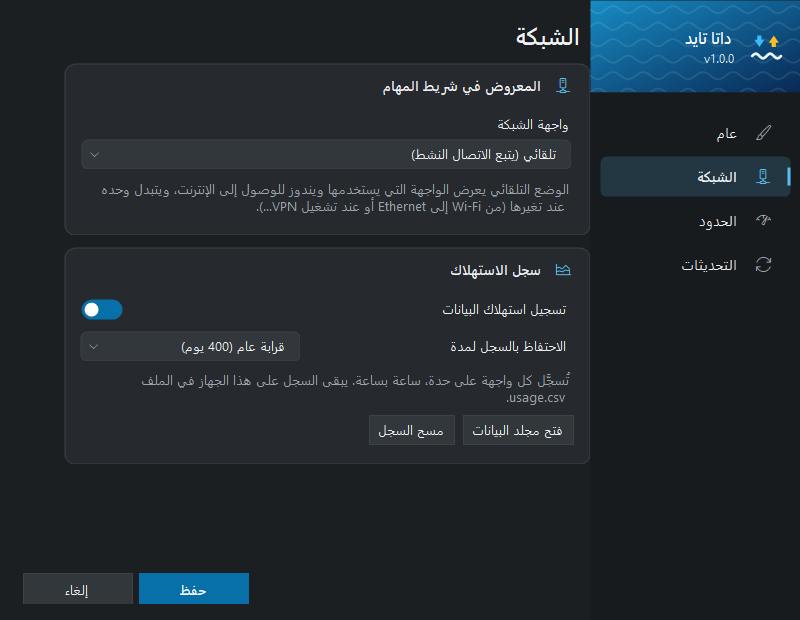 داتا تايد
v1.0.0
عام
الشبكة
الحدود
التحديثات
الشبكة
المعروض في شريط المهام
واجهة الشبكة
تلقائي (يتبع الاتصال النشط)
الوضع التلقائي يعرض الواجهة التي يستخدمها ويندوز للوصول إلى الإنترنت، ويتبدل وحده
عند تغيرها (من Wi-Fi إلى Ethernet أو عند تشغيل VPN...).
سجل الاستهلاك
تسجيل استهلاك البيانات
الاحتفاظ بالسجل لمدة
قرابة عام (400 يوم)
تُسجَّل كل واجهة على حدة، ساعة بساعة. يبقى السجل على هذا الجهاز في الملف
usage.csv.
فتح مجلد البيانات
مسح السجل
حفظ
إلغاء